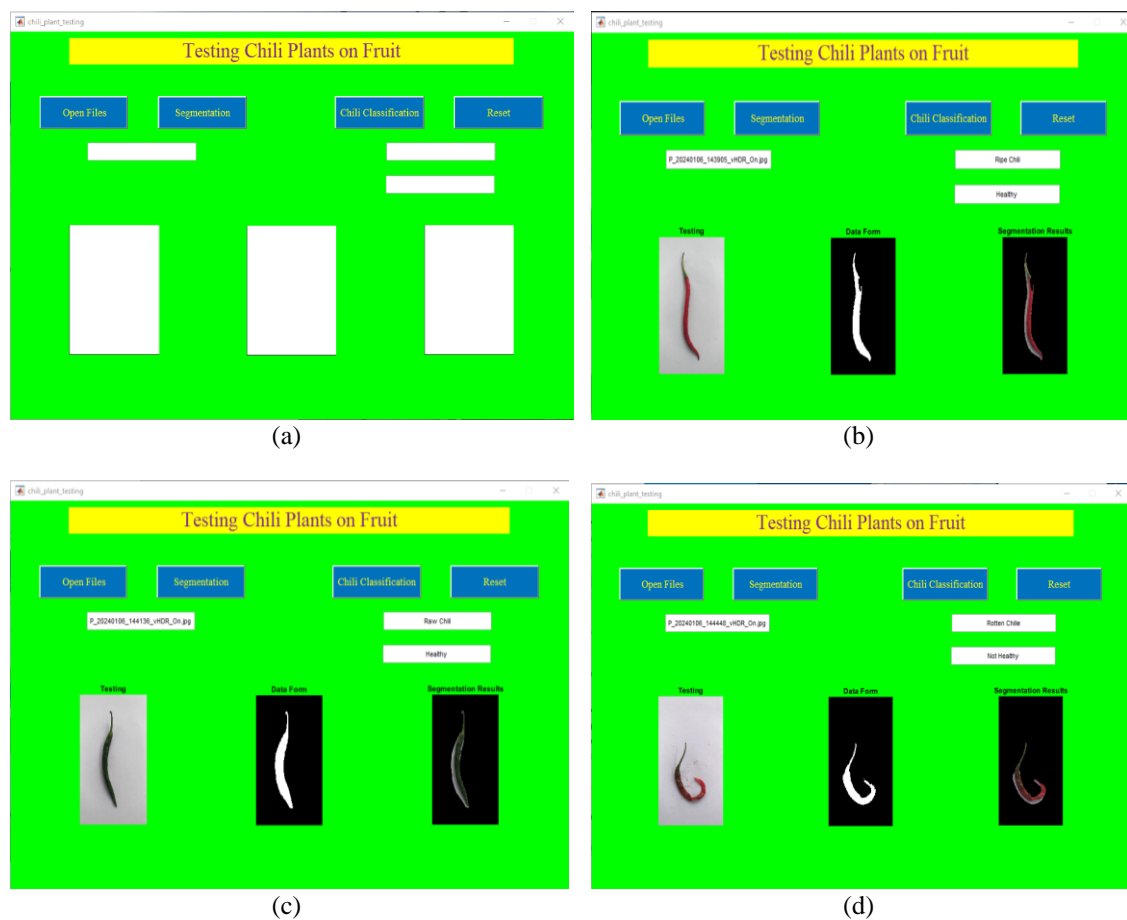 chili_plant_testing
Testing Chili Plants on Fruit
Open Files Segmentation Chili Classification Reset
(a)
chili_plant_testing
Testing Chili Plants on Fruit
Open Files Segmentation Chili Classification Reset
P_20240106_143905_vHDR_On.jpg Ripe Chili
Healthy
Testing Data Form Segmentation Results
(b)
chili_plant_testing
Testing Chili Plants on Fruit
Open Files Segmentation Chili Classification Reset
P_20240106_144136_vHDR_On.jpg Raw Chili
Healthy
Testing Data Form Segmentation Results
(c)
chili_plant_testing
Testing Chili Plants on Fruit
Open Files Segmentation Chili Classification Reset
P_20240106_144448_vHDR_On.jpg Rotten Chilie
Not Healthy
Testing Data Form Segmentation Results
(d)